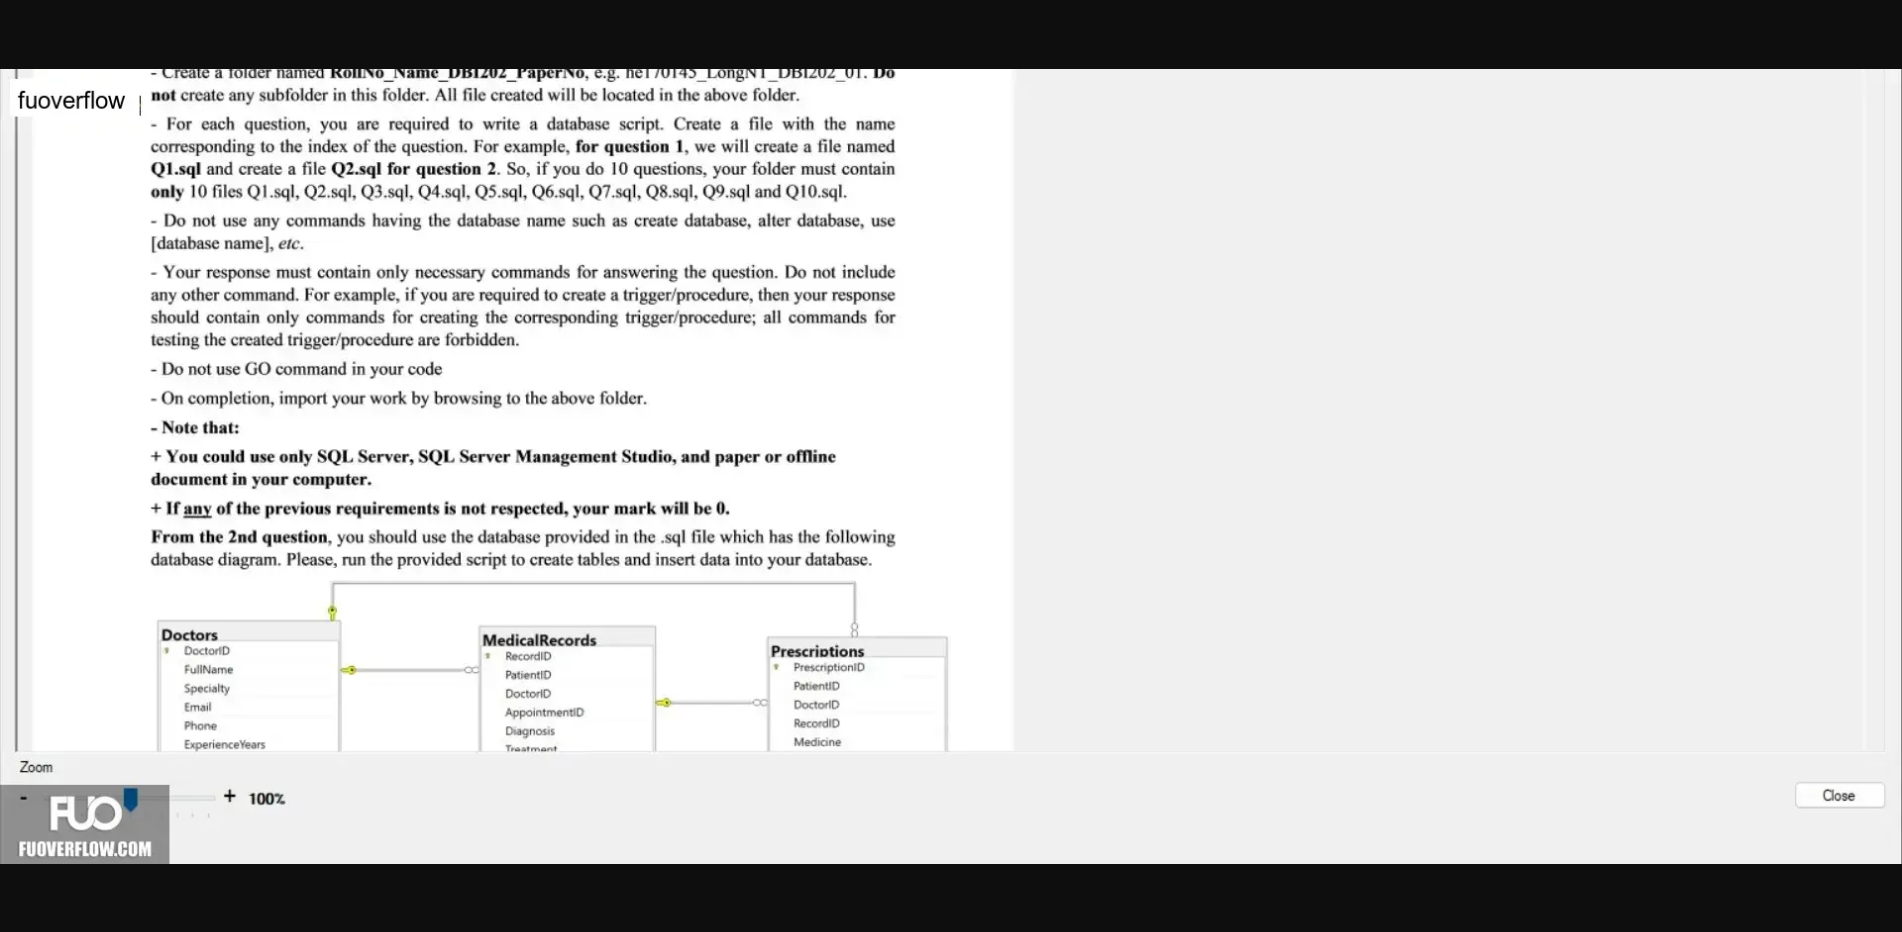 - Create a folder named RollNo_Name_DBI202_PaperNo, e.g. he170145_LongNT_DBI202_01. Do
fuoverflow
not create any subfolder in this folder. All file created will be located in the above folder.
- For each question, you are required to write a database script. Create a file with the name
corresponding to the index of the question. For example, for question 1, we will create a file named
Q1.sql and create a file Q2.sql for question 2. So, if you do 10 questions, your folder must contain
only 10 files Q1.sql, Q2.sql, Q3.sql, Q4.sql, Q5.sql, Q6.sql, Q7.sql, Q8.sql, Q9.sql and Q10.sql.
- Do not use any commands having the database name such as create database, alter database, use
[database name], etc.
- Your response must contain only necessary commands for answering the question. Do not include
any other command. For example, if you are required to create a trigger/procedure, then your response
should contain only commands for creating the corresponding trigger/procedure; all commands for
testing the created trigger/procedure are forbidden.
- Do not use GO command in your code
- On completion, import your work by browsing to the above folder.
- Note that:
+ You could use only SQL Server, SQL Server Management Studio, and paper or offline
document in your computer.
+ If any of the previous requirements is not respected, your mark will be 0.
From the 2nd question, you should use the database provided in the .sql file which has the following
database diagram. Please, run the provided script to create tables and insert data into your database.
Doctors
DoctorID
FullName
Specialty
Email
Phone
ExperienceYears
MedicalRecords
RecordID
PatientID
DoctorID
AppointmentID
Diagnosis
Treatment
Prescriptions
PrescriptionID
PatientID
DoctorID
RecordID
Medicine
Zoom
- + 100%
Close
FUO
FUOVERFLOW.COM